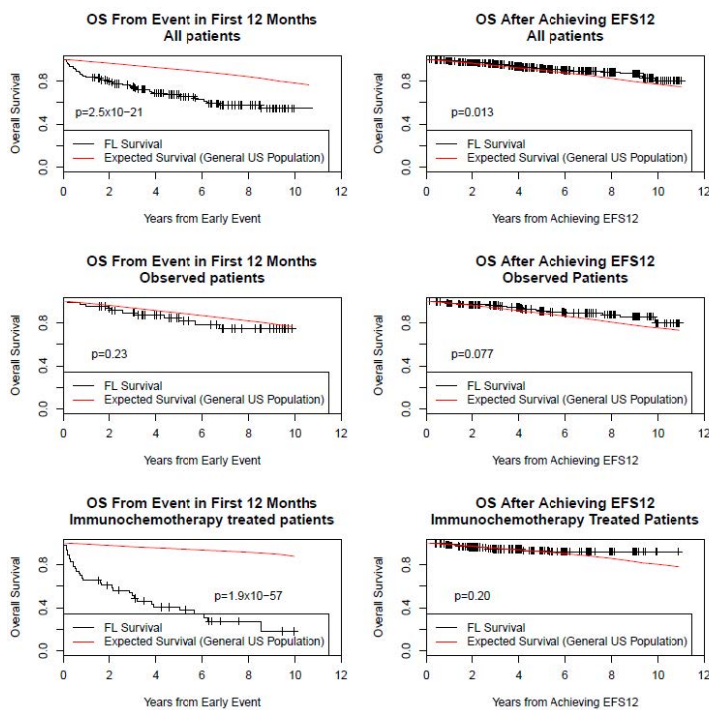 OS From Event in First 12 Months
All patients
Overall Survival
0.8
0.4
0.0
p=2.5x10−21
FL Survival
Expected Survival (General US Population)
0 2 4 6 8 10 12
Years from Early Event
OS After Achieving EFS12
All patients
Overall Survival
0.8
0.4
0.0
p=0.013
FL Survival
Expected Survival (General US Population)
0 2 4 6 8 10 12
Years from Achieving EFS12
OS From Event in First 12 Months
Observed patients
Overall Survival
0.8
0.4
0.0
p=0.23
FL Survival
Expected Survival (General US Population)
0 2 4 6 8 10 12
Years from Early Event
OS After Achieving EFS12
Observed Patients
Overall Survival
0.8
0.4
0.0
p=0.077
FL Survival
Expected Survival (General US Population)
0 2 4 6 8 10 12
Years from Achieving EFS12
OS From Event in First 12 Months
Immunochemotherapy treated patients
Overall Survival
0.8
0.4
0.0
p=1.9x10−57
FL Survival
Expected Survival (General US Population)
0 2 4 6 8 10 12
Years from Early Event
OS After Achieving EFS12
Immunochemotherapy Treated Patients
Overall Survival
0.8
0.4
0.0
p=0.20
FL Survival
Expected Survival (General US Population)
0 2 4 6 8 10 12
Years from Achieving EFS12